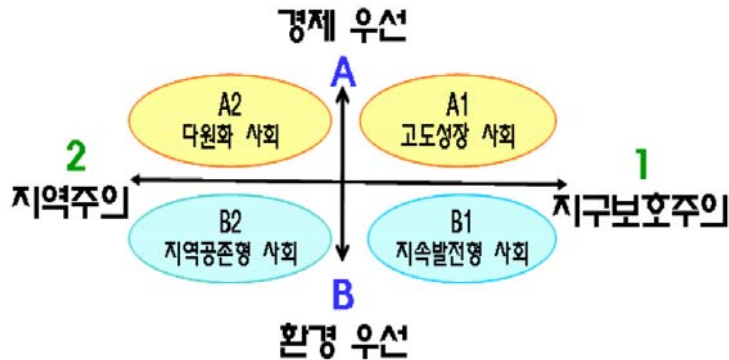 경제 우선
A
A2
다원화 사회
A1
고도성장 사회
2
지역주의
1
지구보호주의
B2
지역공존형 사회
B1
지속발전형 사회
B
환경 우선